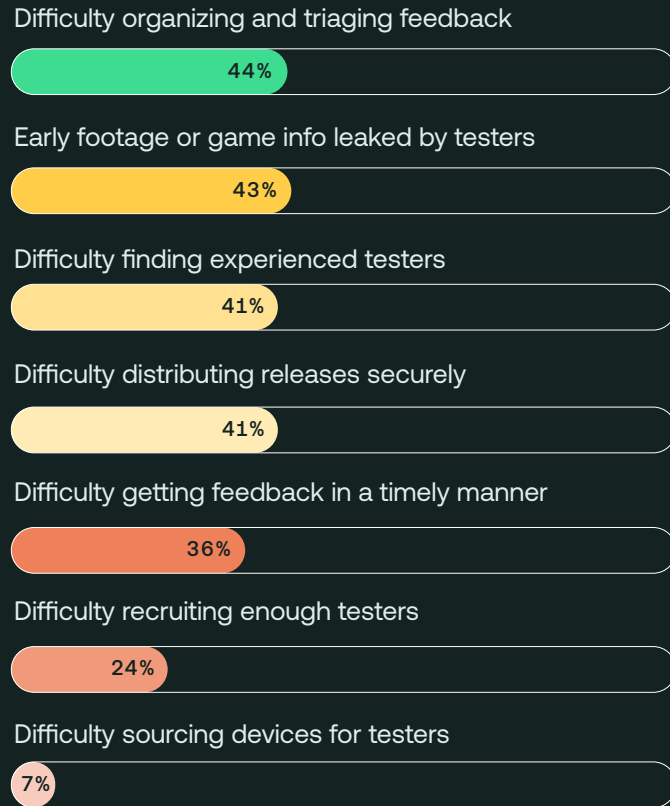 Difficulty organizing and triaging feedback
44%
Early footage or game info leaked by testers
43%
Difficulty finding experienced testers
41%
Difficulty distributing releases securely
41%
Difficulty getting feedback in a timely manner
36%
Difficulty recruiting enough testers
24%
Difficulty sourcing devices for testers
7%